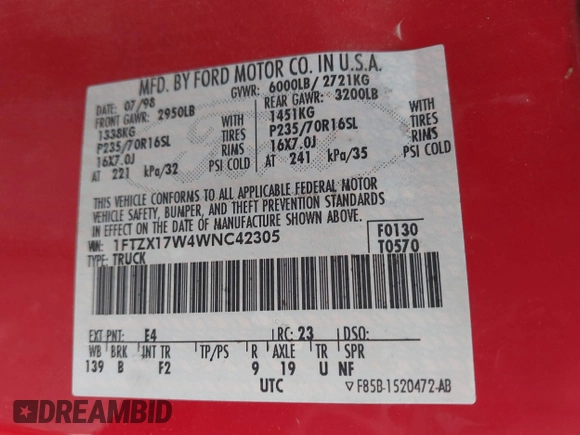 MFD. BY FORD MOTOR CO. IN U.S.A.
DATE: 07/98 GVWR: 6000LB/ 2721KG
FRONT GAWR: 2950LB REAR GAWR: 3200LB
1338KG WITH 1451KG WITH
P235/70R16SL TIRES P235/70R16SL TIRES
16X7.0J RIMS 16X7.0J RIMS
AT 221 kPa/32 PSI COLD AT 241 kPa/35 PSI COLD
THIS VEHICLE CONFORMS TO ALL APPLICABLE FEDERAL MOTOR
VEHICLE SAFETY, BUMPER, AND THEFT PREVENTION STANDARDS
IN EFFECT ON THE DATE OF MANUFACTURE SHOWN ABOVE.
VIN: 1FTZX17W4WNC42305 F0130
TYPE: TRUCK T0570
EXT PNT: E4 RC: 23 DSO:
WB BRK INT TR TP/PS R AXLE TR SPR
139 B F2 9 19 U NF
UTC F85B-1520472-AB
DREAMBID